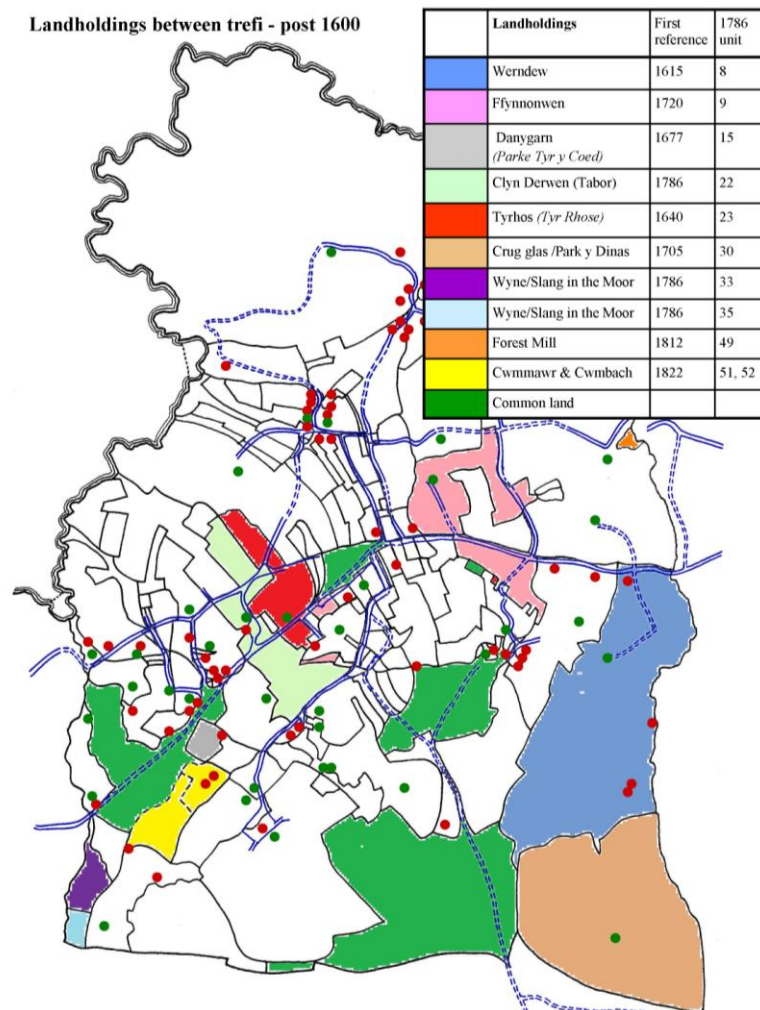 Landholdings between trefi - post 1600
Landholdings First reference 1786 unit
Werndew 1615 8
Ffynnonwen 1720 9
Danygarn 1677 15
(Parke Tyr y Coed)
Clyn Derwen (Tabor) 1786 22
Tyrhos (Tyr Rhose) 1640 23
Crug glas /Park y Dinas 1705 30
Wyne/Slang in the Moor 1786 33
Wyne/Slang in the Moor 1786 35
Forest Mill 1812 49
Cwmmawr & Cwmbach 1822 51, 52
Common land